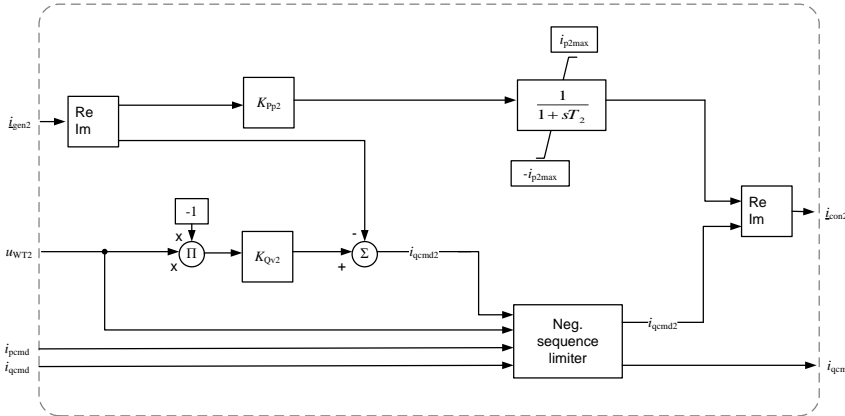 i_p2max
i_gen2
Re
Im
K_Pp2
1
1 + sT_2
-i_p2max
-1
Re
Im
i_con2
x
-
u_WT2
x
Π
K_Qv2
+
Σ
i_qcmd2
Neg.
sequence
limiter
i_qcmd2
i_pcmd
i_qcmd